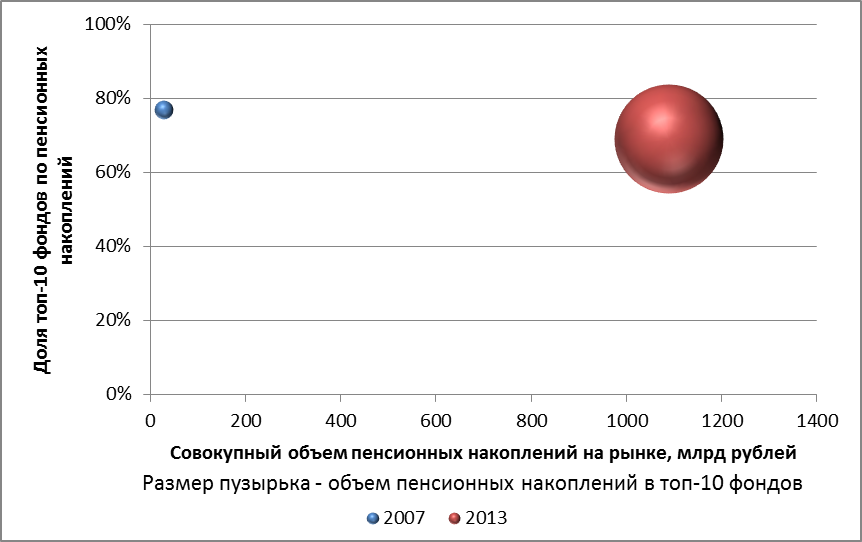 100%
80%
60%
40%
20%
0%
Доля топ-10 фондов по пенсионных
накоплений
0 200 400 600 800 1000 1200 1400
Совокупный объем пенсионных накоплений на рынке, млрд рублей
Размер пузырька - объем пенсионных накоплений в топ-10 фондов
2007 2013